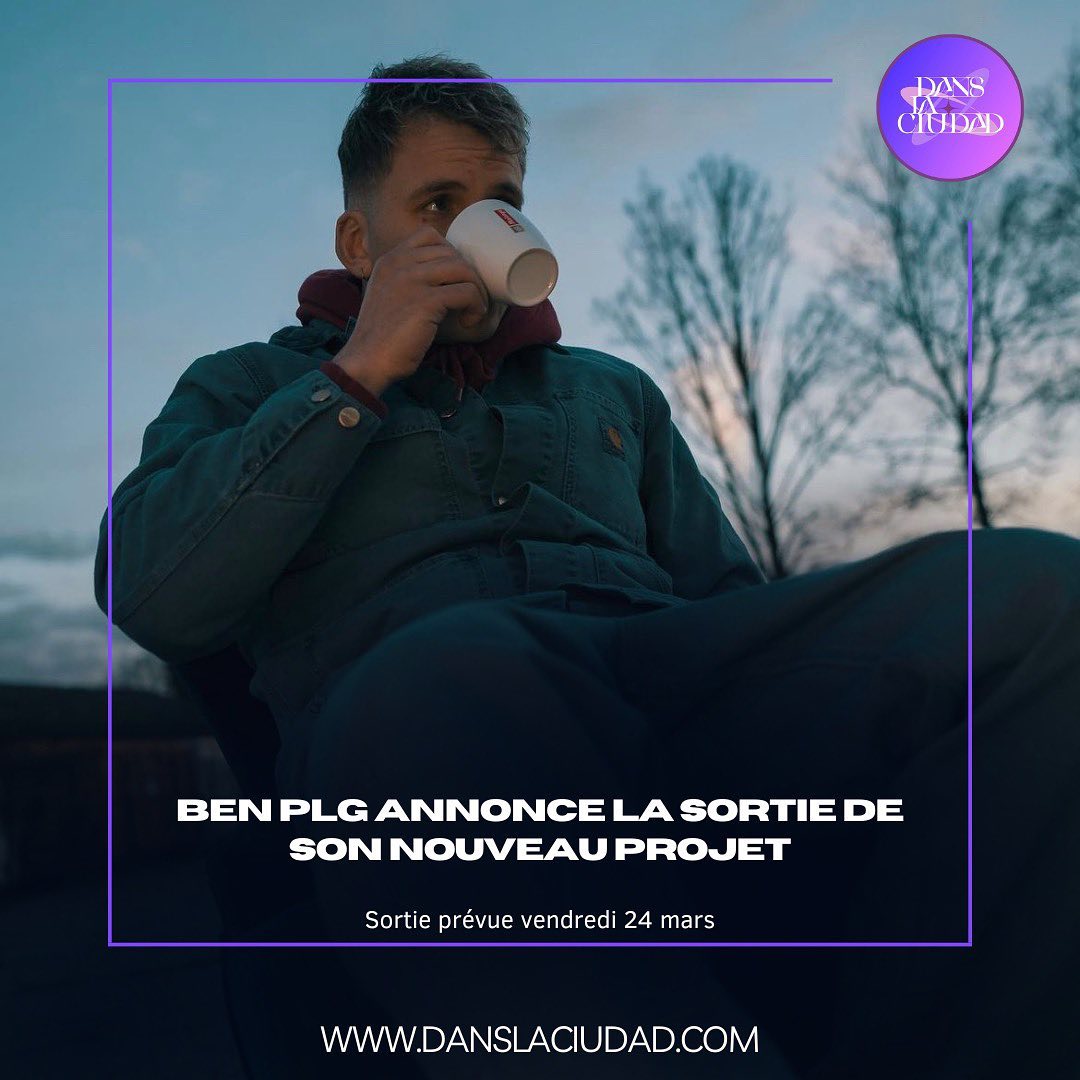 DANS
LA
CIUDAD
BEN PLG ANNONCE LA SORTIE DE
SON NOUVEAU PROJET
Sortie prévue vendredi 24 mars
WWW.DANSLACIUDAD.COM